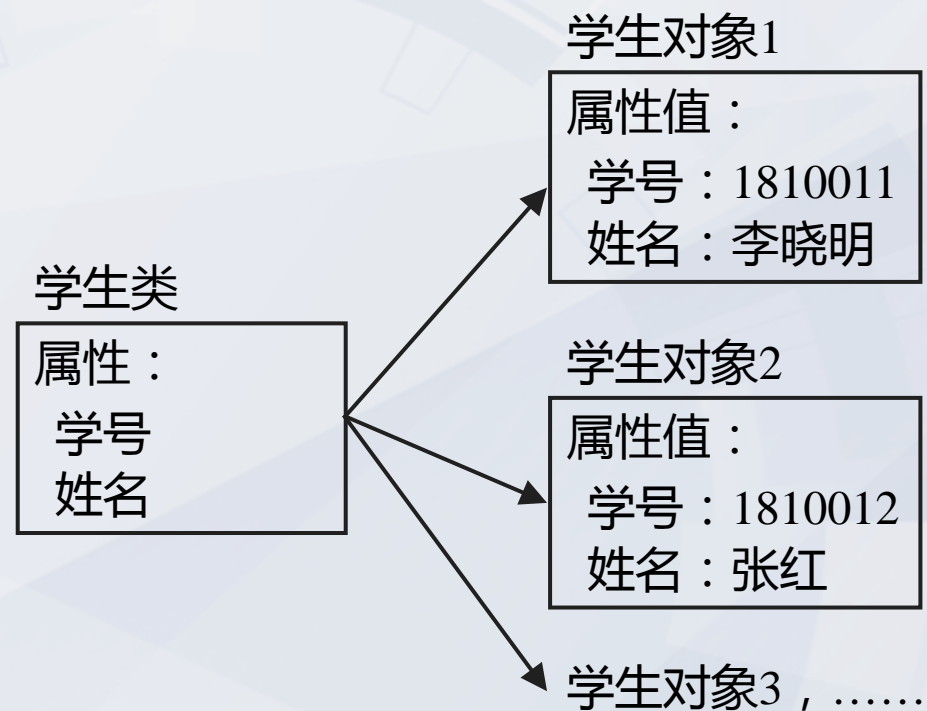 学生类
属性：
学号
姓名
学生对象1
属性值：
学号：1810011
姓名：李晓明
学生对象2
属性值：
学号：1810012
姓名：张红
学生对象3，……